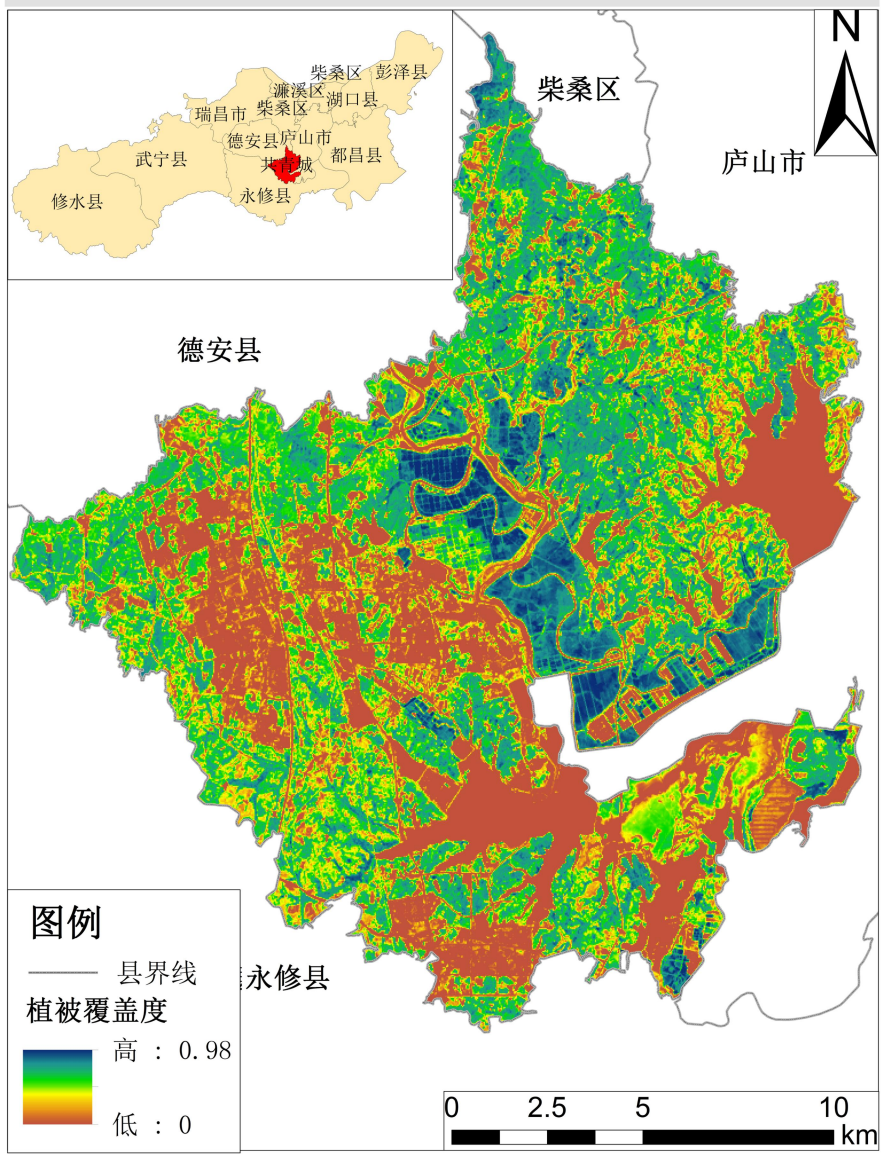 柴桑区
彭泽县
濂溪区
湖口县
瑞昌市
柴桑区
德安县
庐山市
都昌县
武宁县
共青城
修水县
永修县
N
柴桑区
庐山市
德安县
永修县
图例
县界线
植被覆盖度
高 : 0.98
低 : 0
0 2.5 5 10
km